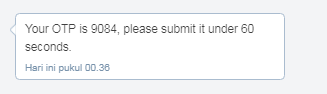 Your OTP is 9084, please submit it under 60
seconds.
Hari ini pukul 00.36